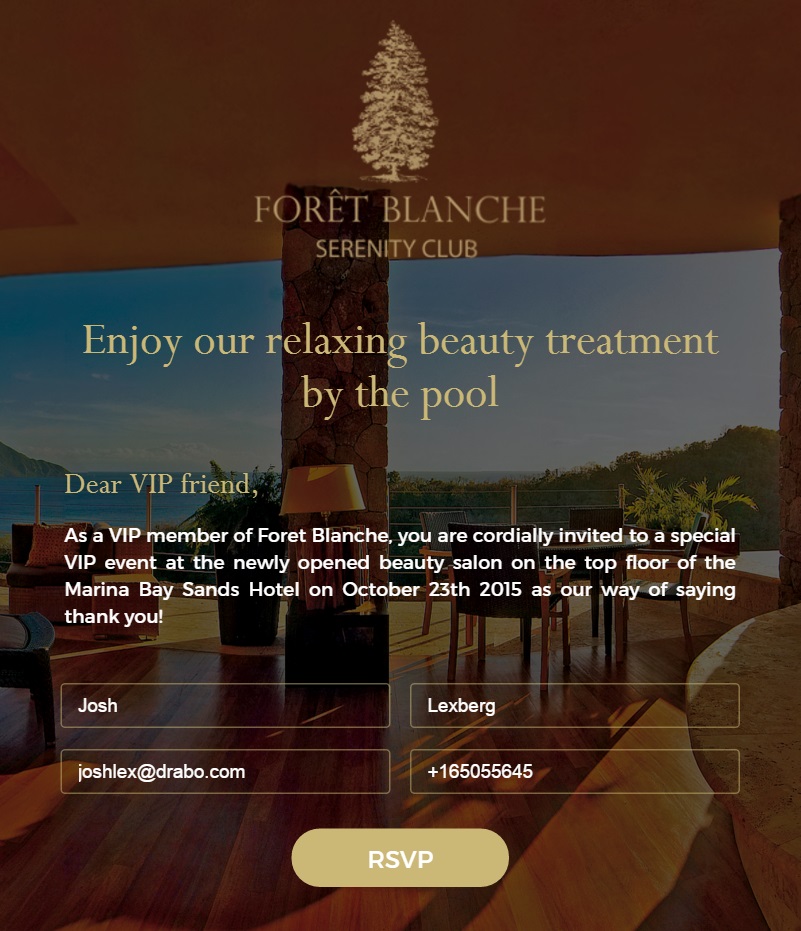 FORÊT BLANCHE
SERENITY CLUB
Enjoy our relaxing beauty treatment
by the pool
Dear VIP friend,
As a VIP member of Foret Blanche, you are cordially invited to a special
VIP event at the newly opened beauty salon on the top floor of the
Marina Bay Sands Hotel on October 23th 2015 as our way of saying
thank you!
Josh
Lexberg
joshlex@drabo.com
+165055645
RSVP